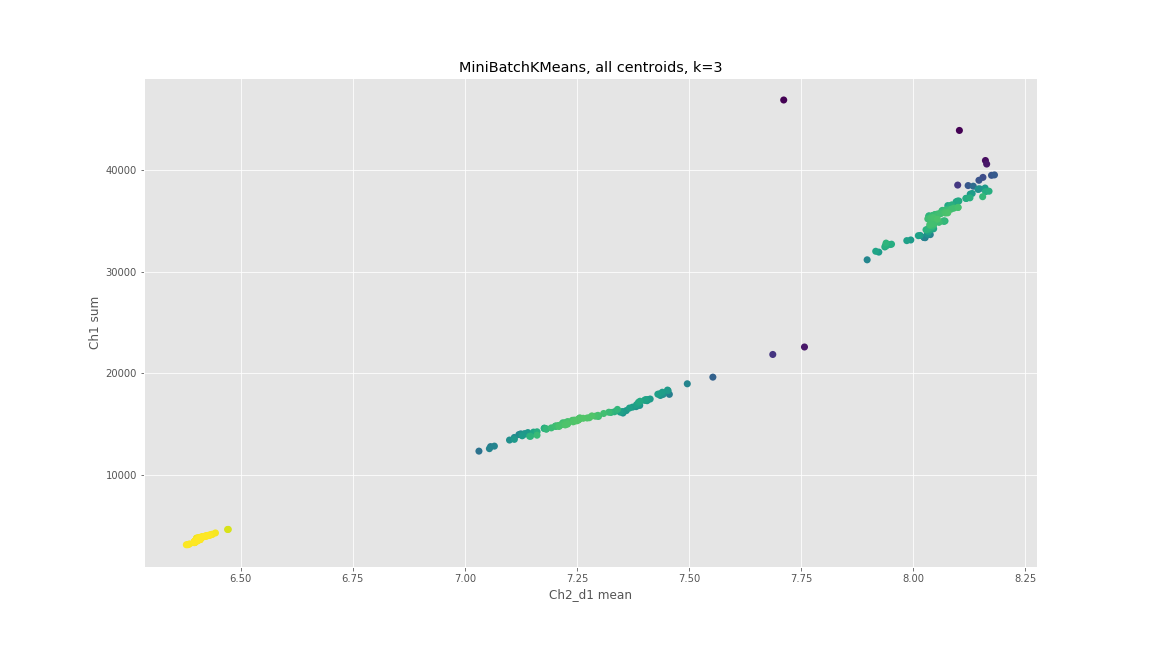 MiniBatchKMeans, all centroids, k=3
Ch1 sum
40000
30000
20000
10000
6.50 6.75 7.00 7.25 7.50 7.75 8.00 8.25
Ch2_d1 mean